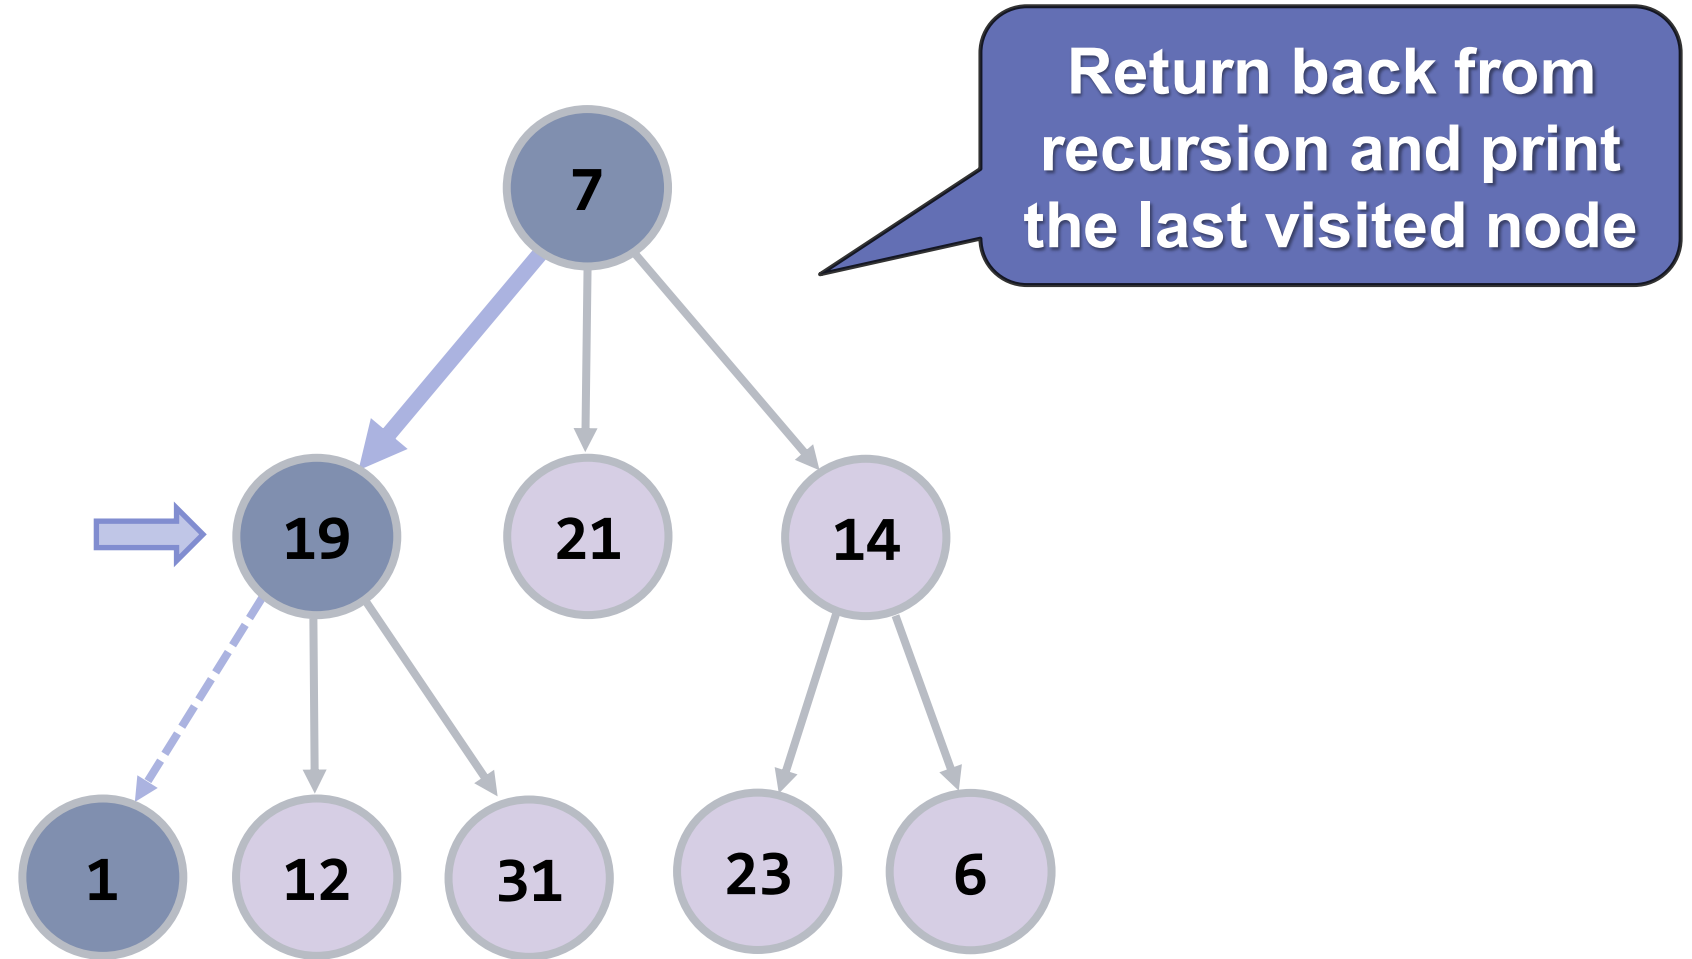 Return back from
recursion and print
the last visited node
7
19 21 14
1 12 31 23 6